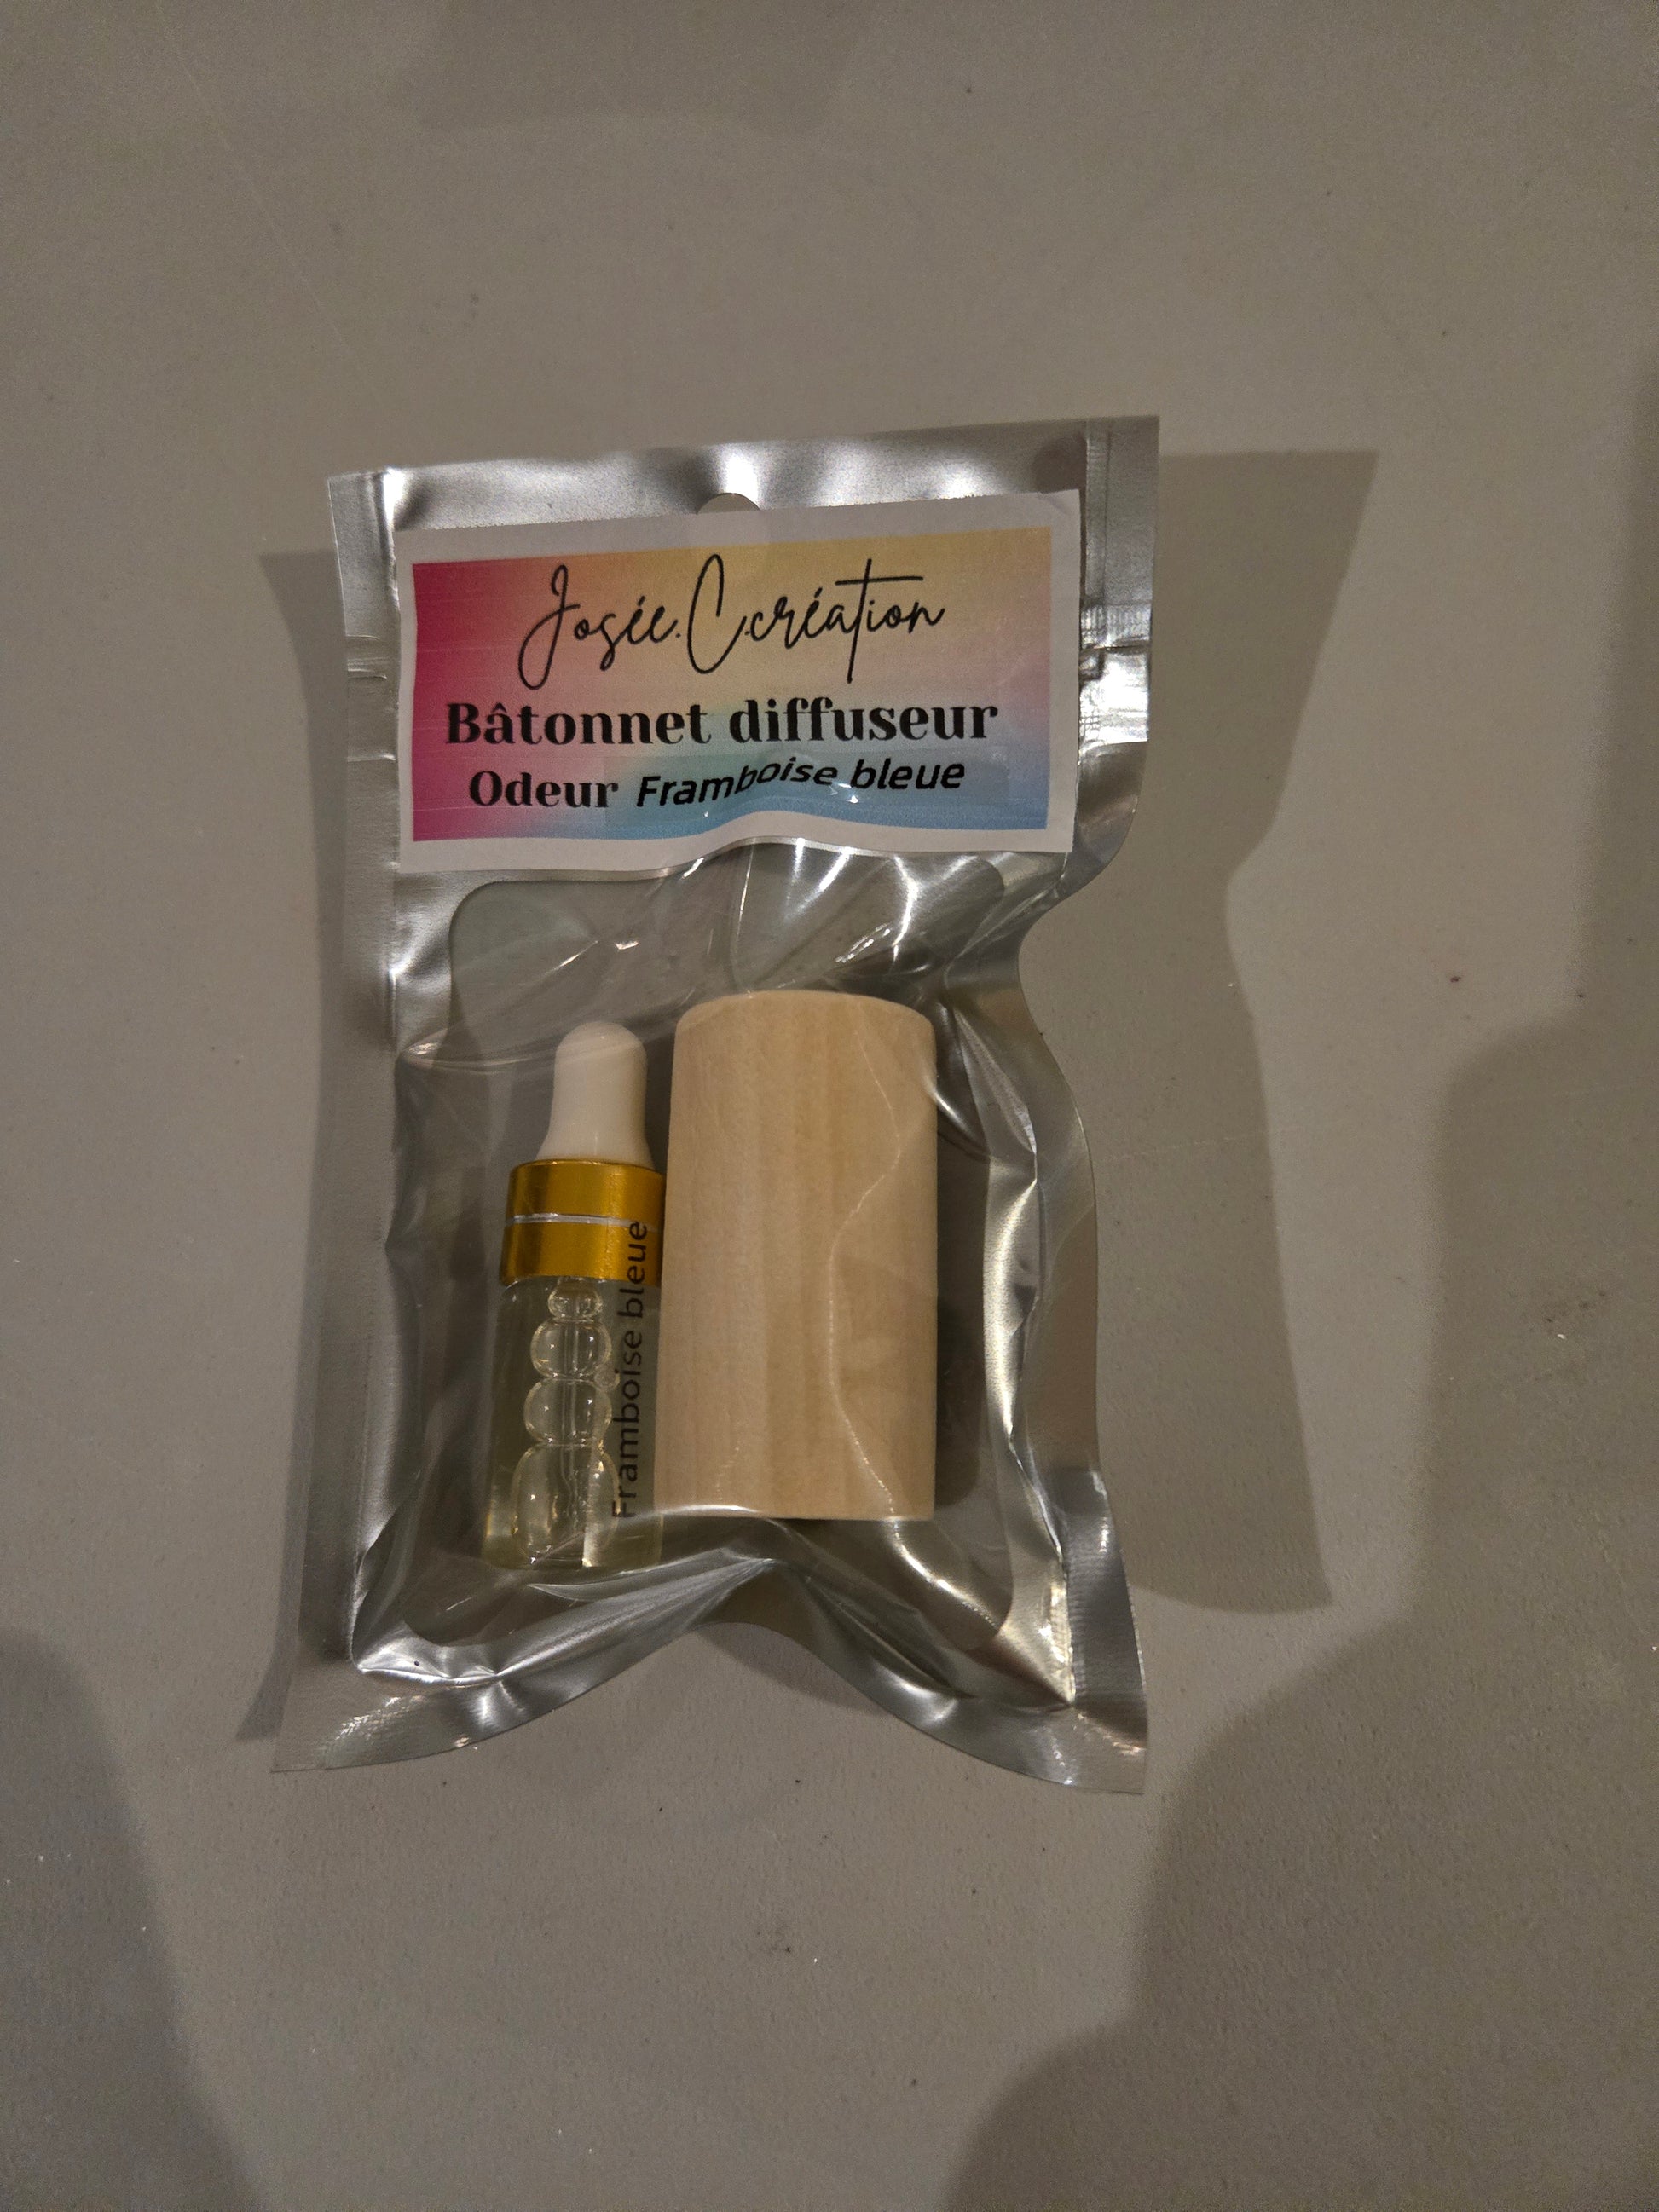 Josée.C.création
Bâtonnet diffuseur
Odeur Framboise bleue
Framboise bleue